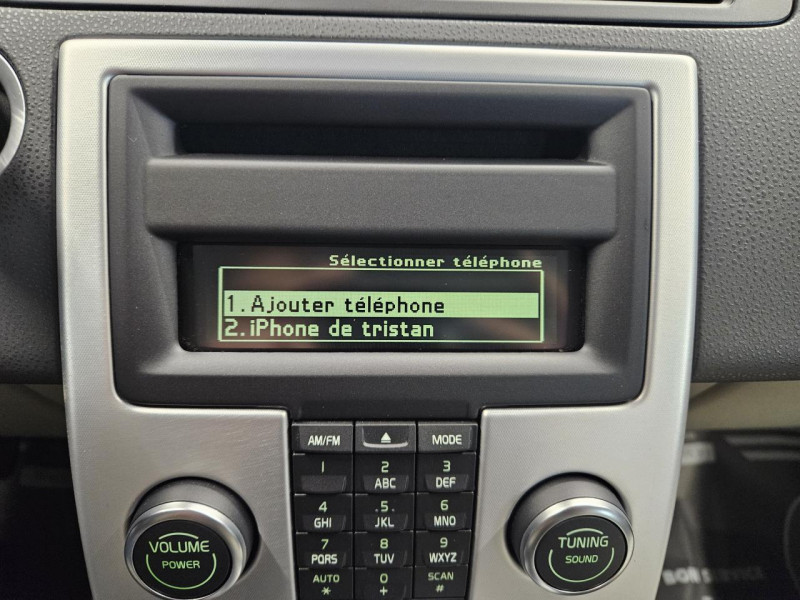 Sélectionner téléphone
1. Ajouter téléphone
2. iPhone de tristan
AM/FM MODE
1 2 ABC 3 DEF
4 GHI 5 JKL 6 MNO
7 PQRS 8 TUV 9 WXYZ
AUTO * 0 + SCAN #
VOLUME
POWER
TUNING
SOUND
SERVICE